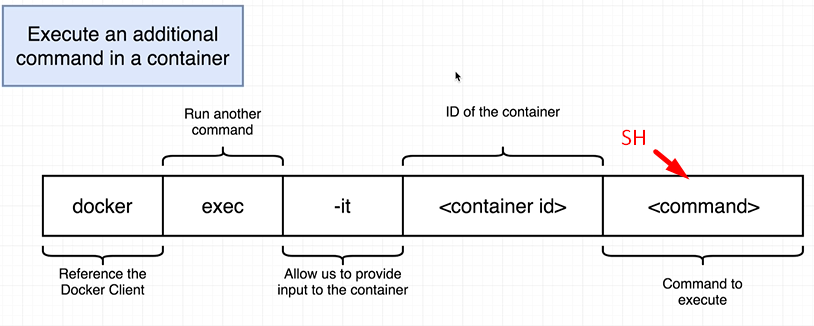 Execute an additional
command in a container
Run another
command
ID of the container
SH
docker
exec
-it
<container id>
<command>
Reference the
Docker Client
Allow us to provide
input to the container
Command to
execute